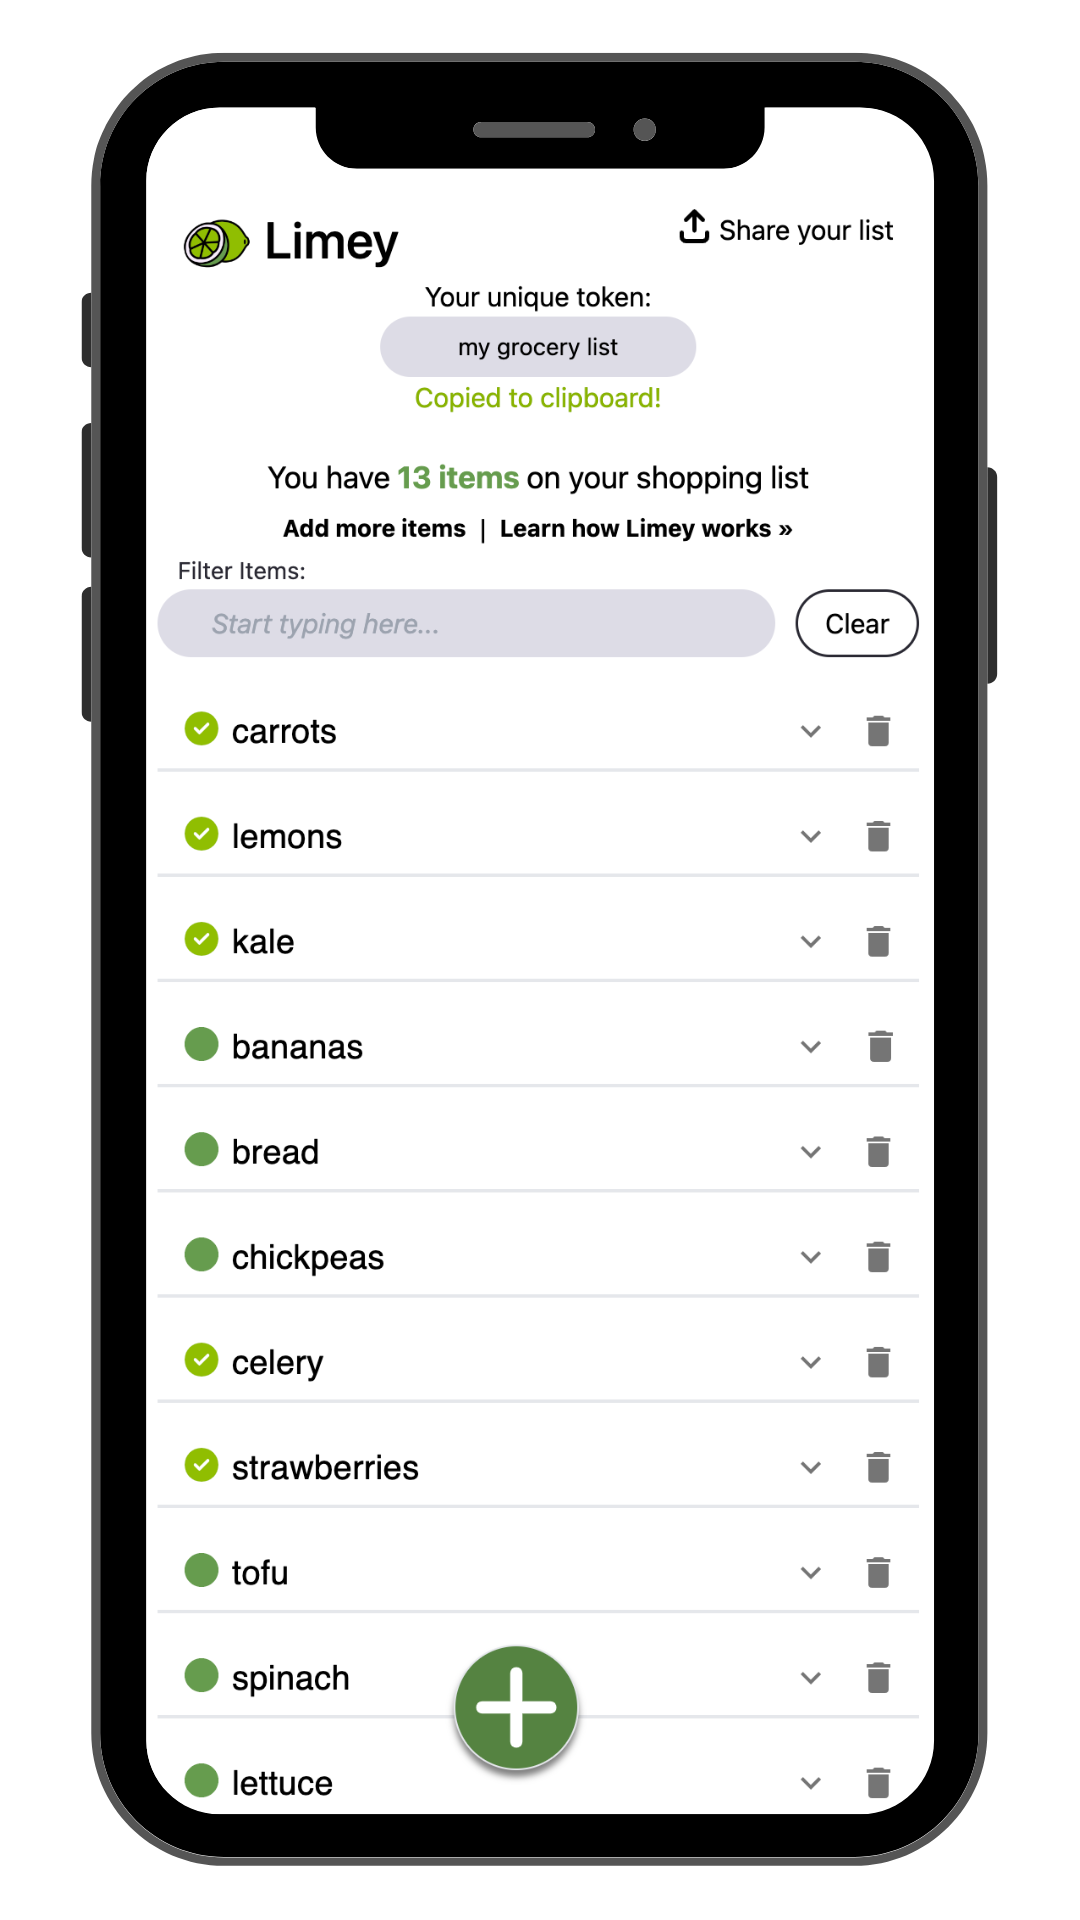 Limey
Share your list
Your unique token:
my grocery list
Copied to clipboard!
You have 13 items on your shopping list
Add more items | Learn how Limey works »
Filter Items:
Start typing here...
Clear
carrots
lemons
kale
bananas
bread
chickpeas
celery
strawberries
tofu
spinach
lettuce